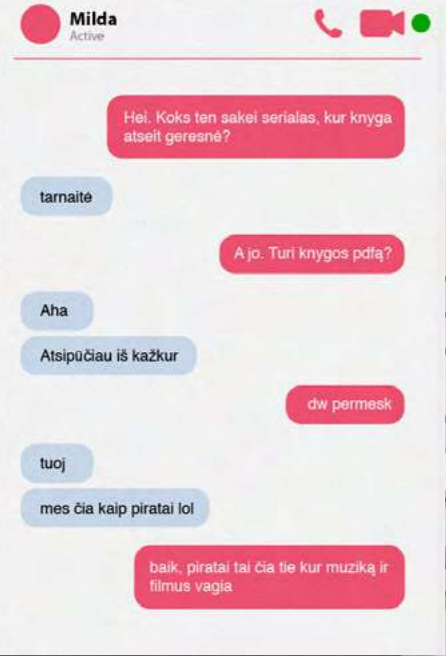 Milda
Active
Hei. Koks ten sakei serialas, kur knyga
atseit geresnė?
tarnaitė
A jo. Turi knygos pdfą?
Aha
Atsipūčiau iš kažkur
dw permesk
tuoj
mes čia kaip piratai lol
baik, piratai tai čia tie kur muziką ir
filmus vagia